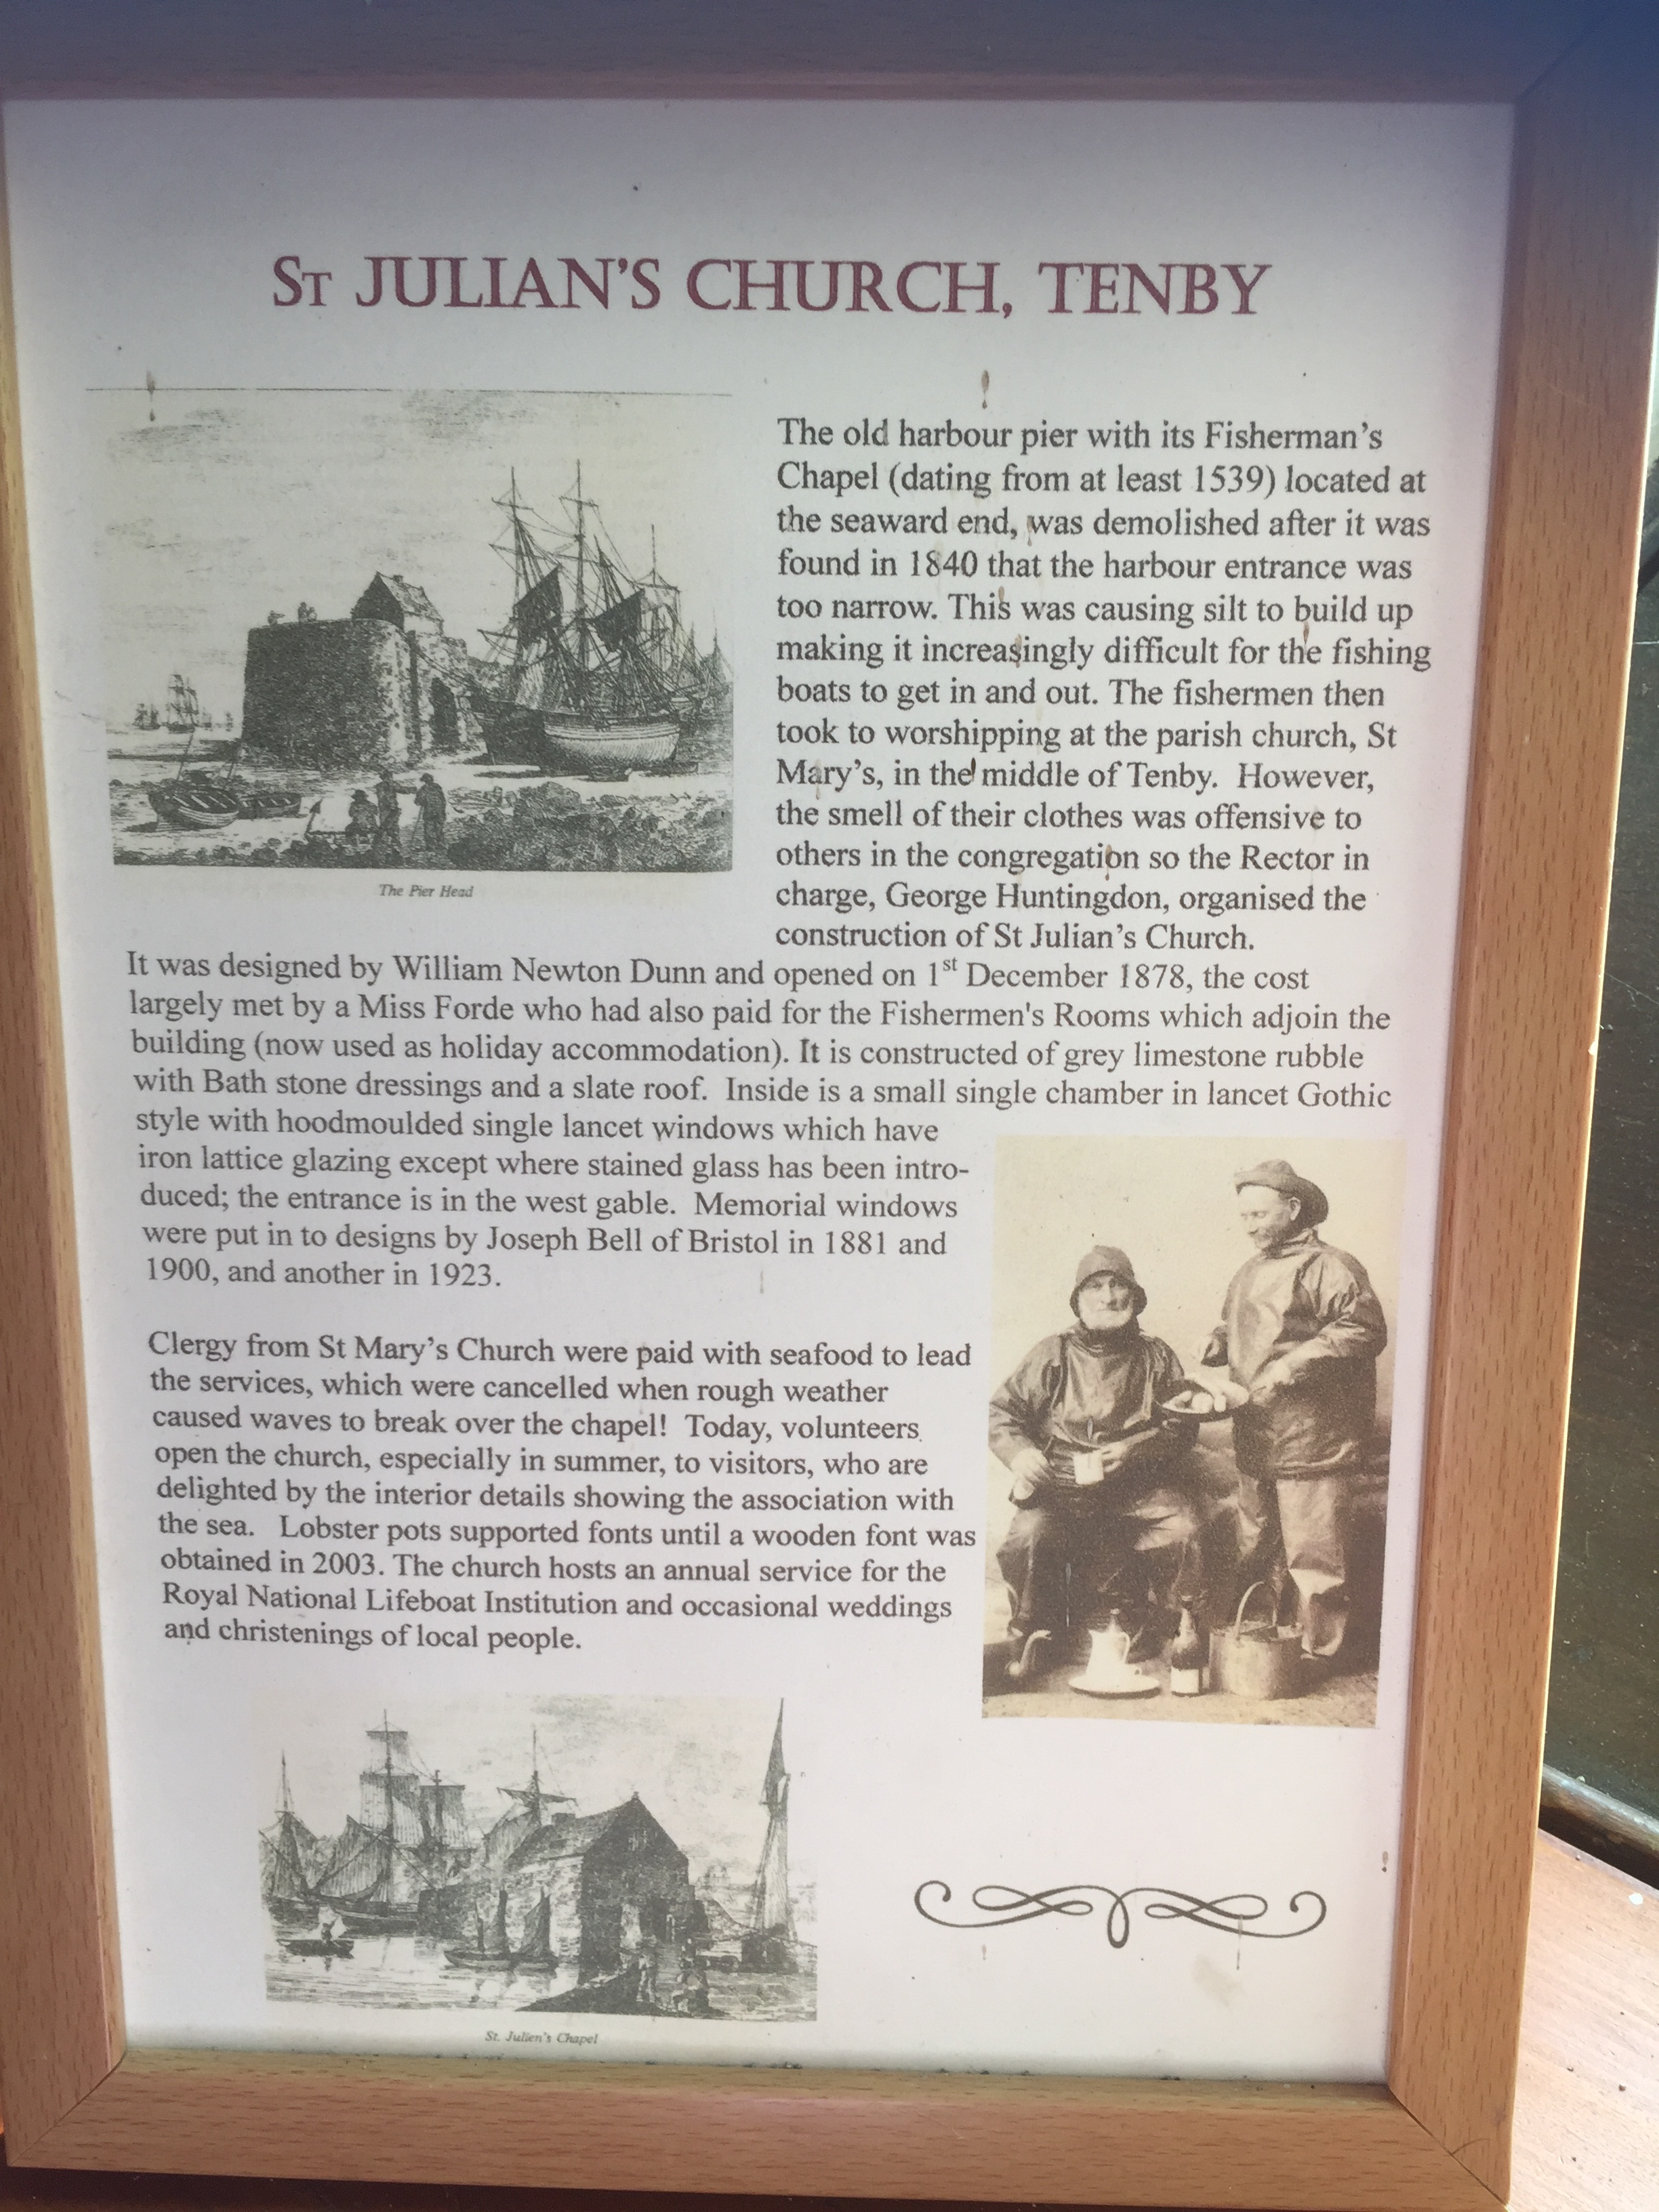 St JULIAN'S CHURCH, TENBY
The old harbour pier with its Fisherman's
Chapel (dating from at least 1539) located at
the seaward end, was demolished after it was
found in 1840 that the harbour entrance was
too narrow. This was causing silt to build up
making it increasingly difficult for the fishing
boats to get in and out. The fishermen then
took to worshipping at the parish church, St
Mary's, in the middle of Tenby. However,
the smell of their clothes was offensive to
others in the congregation so the Rector in
charge, George Huntingdon, organised the
construction of St Julian's Church.
The Pier Head
It was designed by William Newton Dunn and opened on 1st December 1878, the cost
largely met by a Miss Forde who had also paid for the Fishermen's Rooms which adjoin the
building (now used as holiday accommodation). It is constructed of grey limestone rubble
with Bath stone dressings and a slate roof. Inside is a small single chamber in lancet Gothic
style with hoodmoulded single lancet windows which have
iron lattice glazing except where stained glass has been intro-
duced; the entrance is in the west gable. Memorial windows
were put in to designs by Joseph Bell of Bristol in 1881 and
1900, and another in 1923.
Clergy from St Mary's Church were paid with seafood to lead
the services, which were cancelled when rough weather
caused waves to break over the chapel! Today, volunteers
open the church, especially in summer, to visitors, who are
delighted by the interior details showing the association with
the sea. Lobster pots supported fonts until a wooden font was
obtained in 2003. The church hosts an annual service for the
Royal National Lifeboat Institution and occasional weddings
and christenings of local people.
St. Julien's Chapel